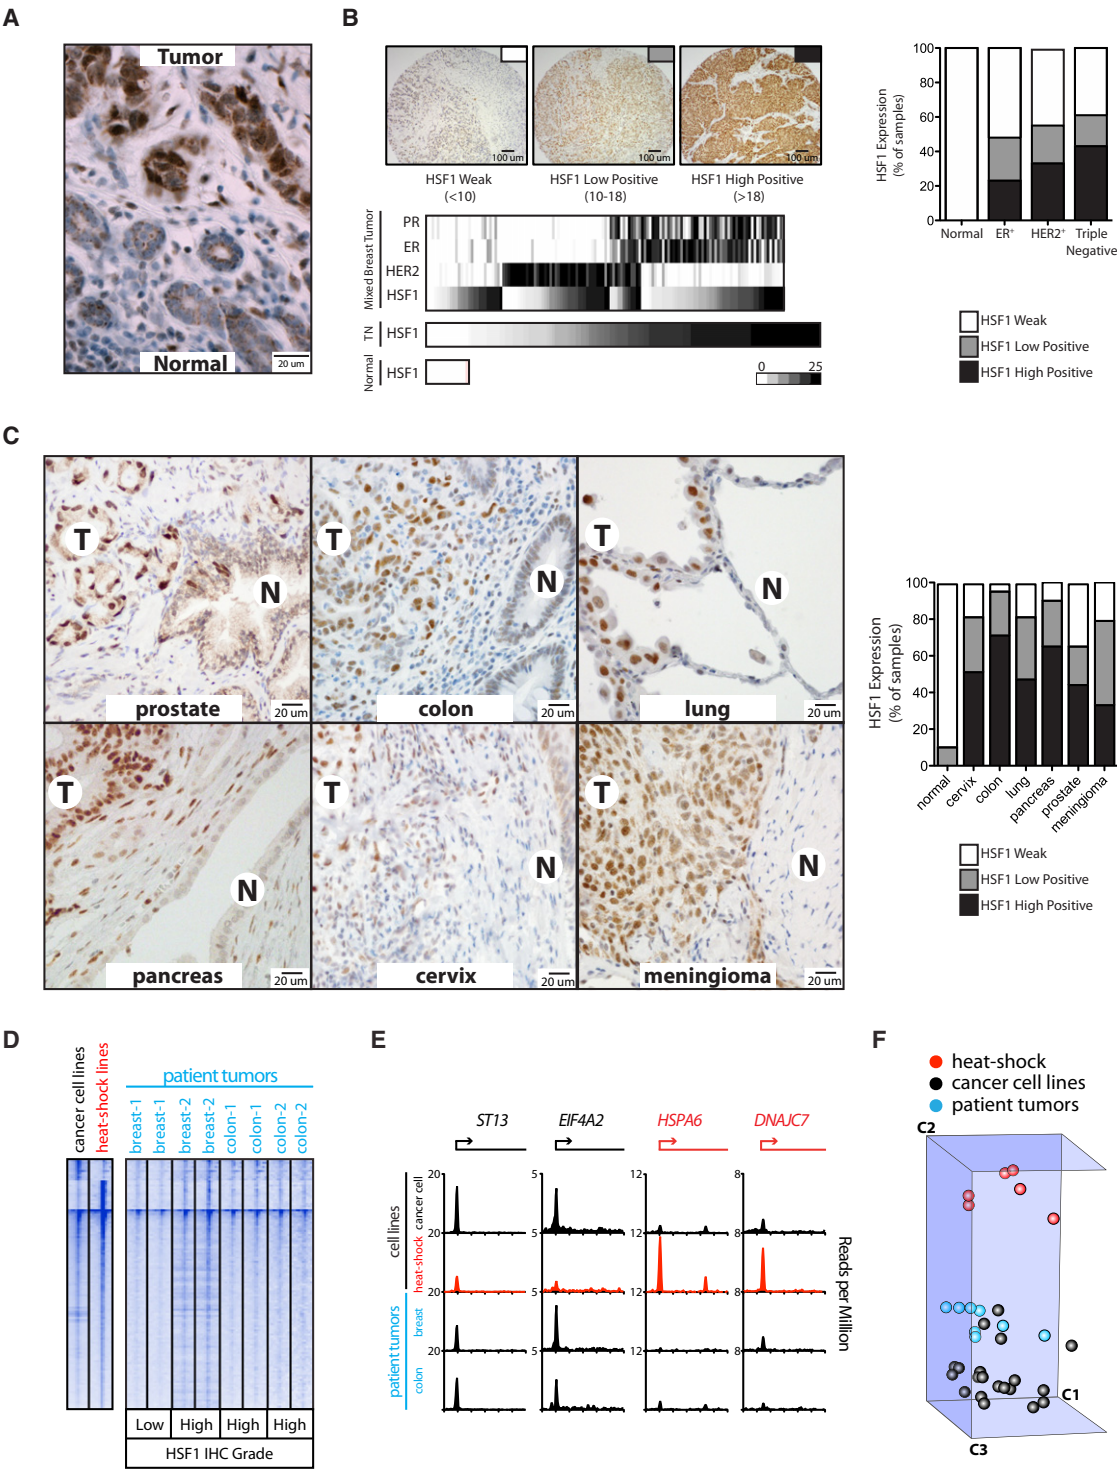 A
Tumor
Normal
20 um
B
100 um
100 um
100 um
HSF1 Weak
(<10)
HSF1 Low Positive
(10-18)
HSF1 High Positive
(>18)
Mixed Breast Tumor
PR
ER
HER2
HSF1
TN
HSF1
Normal
HSF1
0 25
HSF1 Expression
(% of samples)
100
80
60
40
20
0
Normal
ER⁺
HER2⁺
Triple
Negative
HSF1 Weak
HSF1 Low Positive
HSF1 High Positive
C
T
N
prostate
20 um
T
N
colon
20 um
T
N
lung
20 um
T
N
pancreas
20 um
T
N
cervix
20 um
T
N
meningioma
20 um
HSF1 Expression
(% of samples)
100
80
60
40
20
0
normal
cervix
colon
lung
pancreas
prostate
meningioma
HSF1 Weak
HSF1 Low Positive
HSF1 High Positive
D
cancer cell lines
heat-shock lines
patient tumors
breast-1
breast-1
breast-2
breast-2
colon-1
colon-1
colon-2
colon-2
Low
High
High
High
HSF1 IHC Grade
E
ST13
EIF4A2
HSPA6
DNAJC7
cell lines
cancer cell
heat-shock
patient tumors
breast
colon
20 5 12 8
20 5 12 8
20 5 12 8
20 5 12 8
Reads per Million
F
heat-shock
cancer cell lines
patient tumors
C2
C1
C3